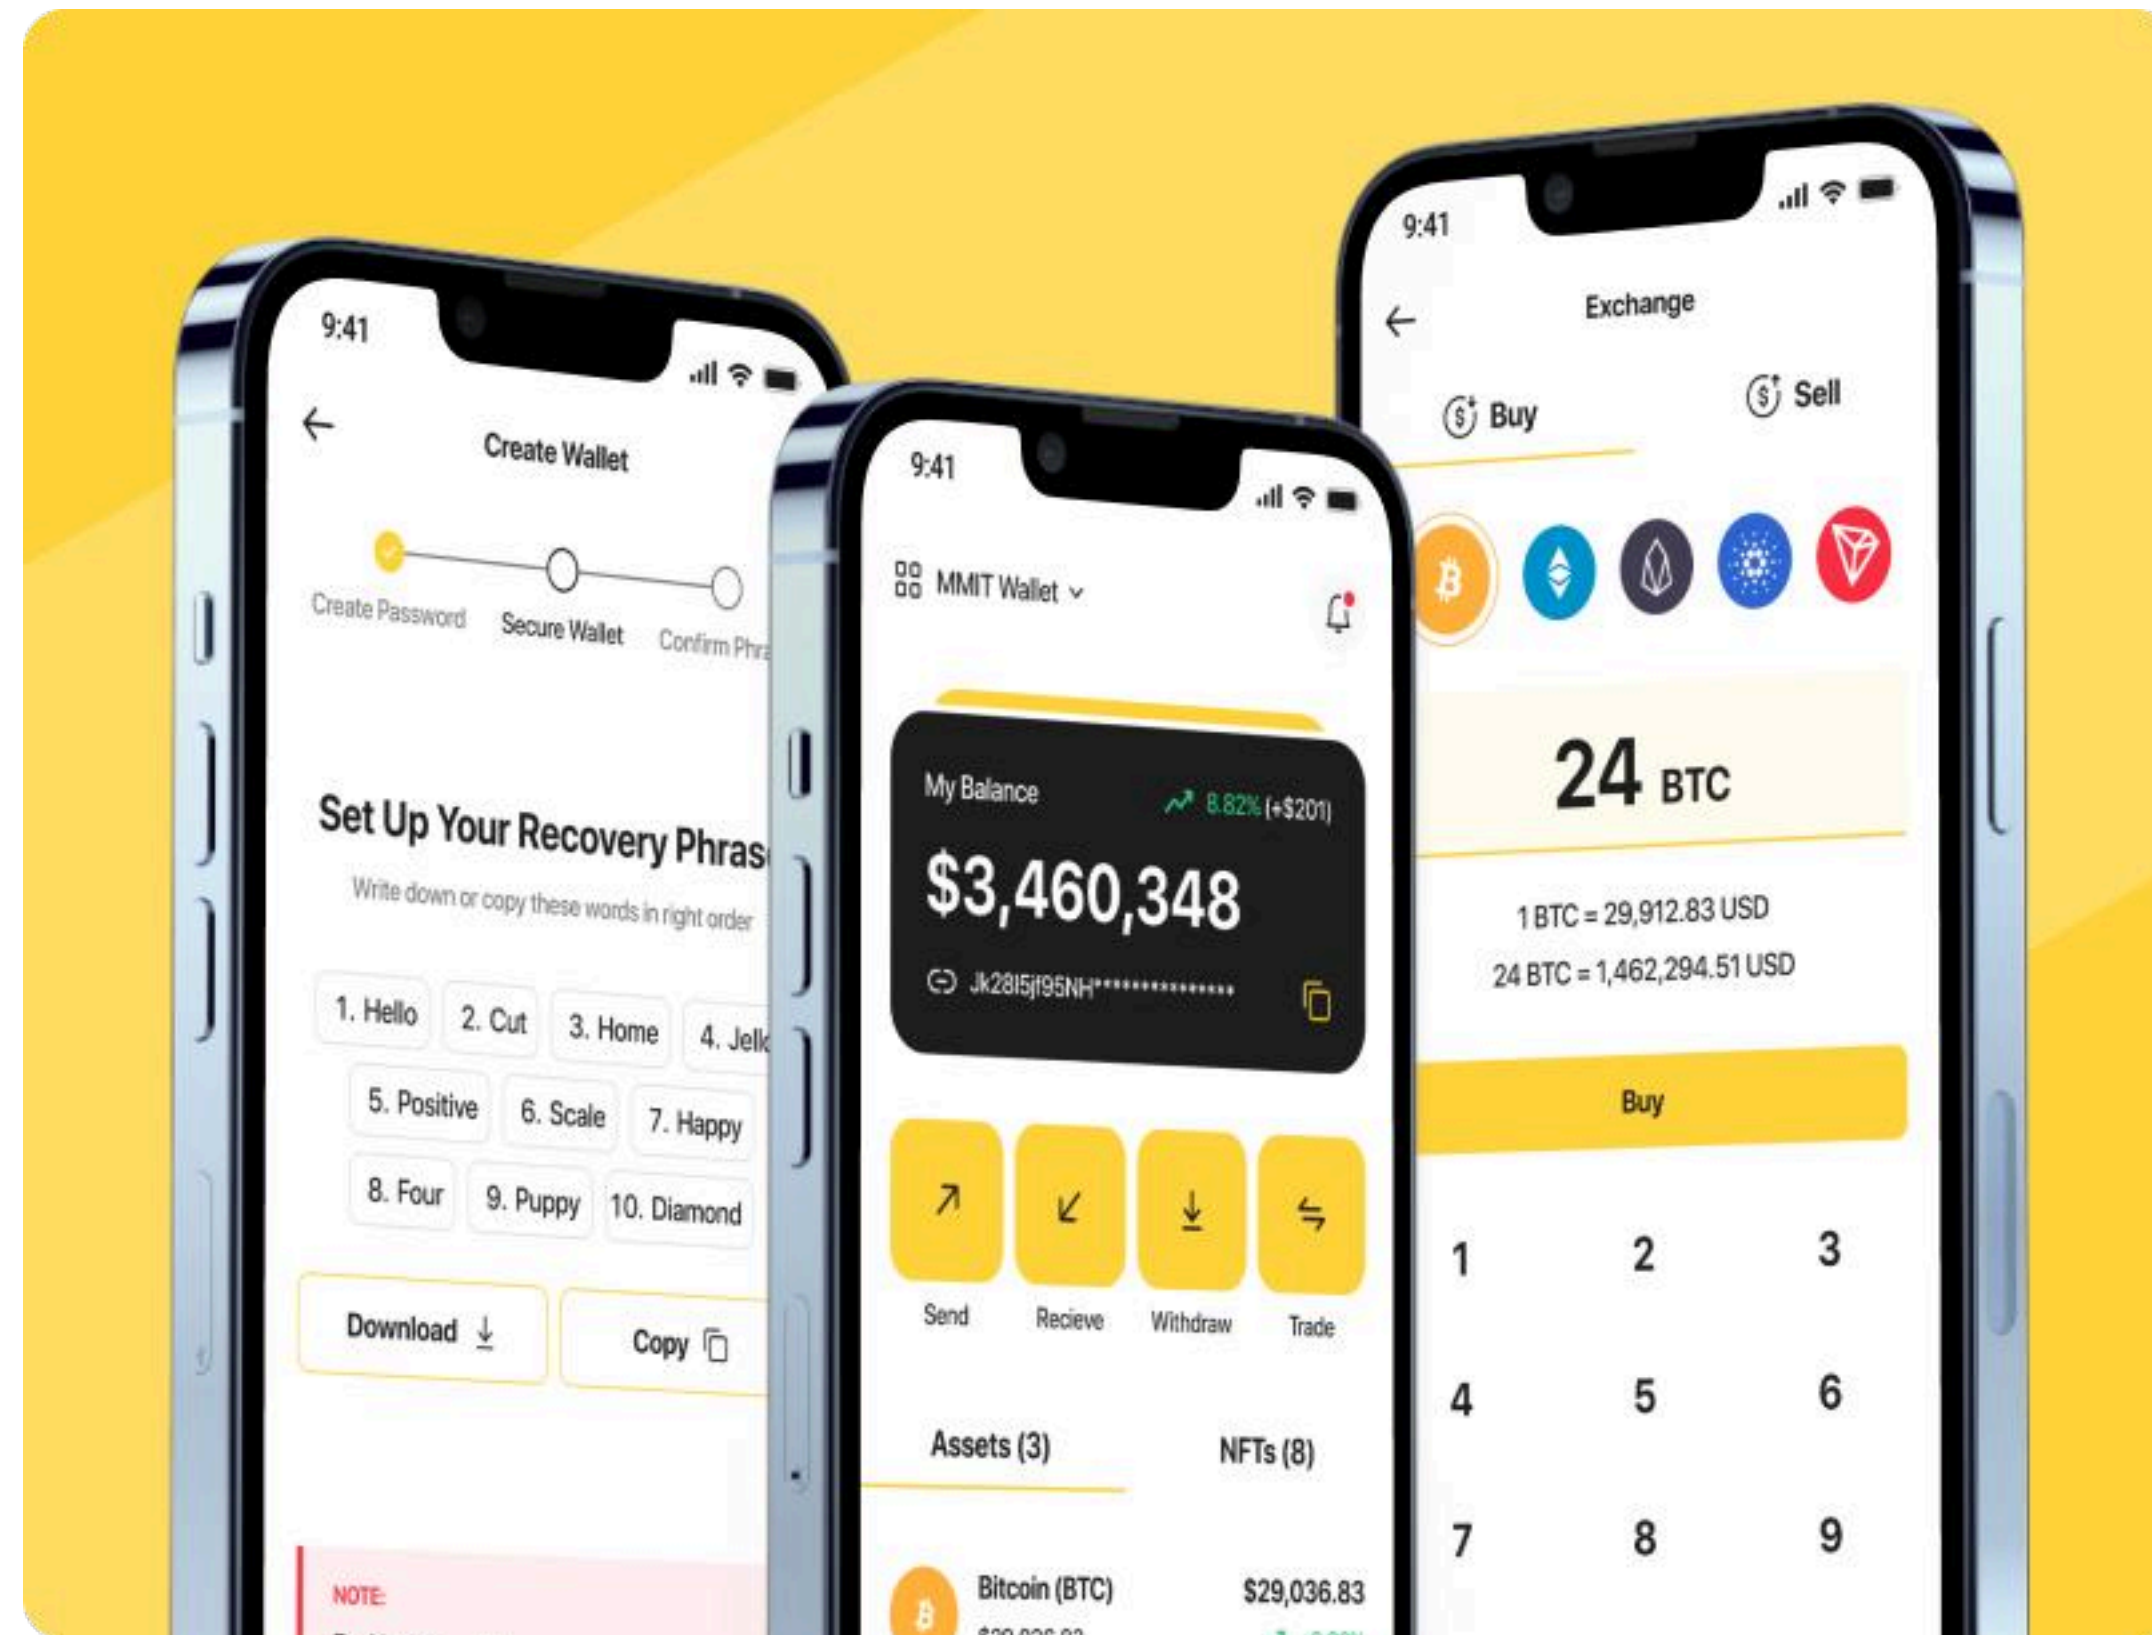 9:41
Create Wallet
Create Password
Secure Wallet
Confirm
Set Up Your Recovery
Write down or copy these words in right order
1. Hello
2. Cut
3. Home
4.
5. Positive
6. Scale
7. Happy
8. Four
9. Puppy
10. Diamond
Download
Copy
NOTE:
9:41
MMIT Wallet
My Balance
8.82% (+$201)
$3,460,348
Jk28I5jf95NH***************
Send
Recieve
Withdraw
Trade
Assets (3)
NFTs (8)
Bitcoin (BTC)
$29,036.83
9:41
Exchange
Buy
Sell
24 BTC
1 BTC = 29,912.83 USD
24 BTC = 1,462,294.51 USD
Buy
1 2 3
4 5 6
7 8 9